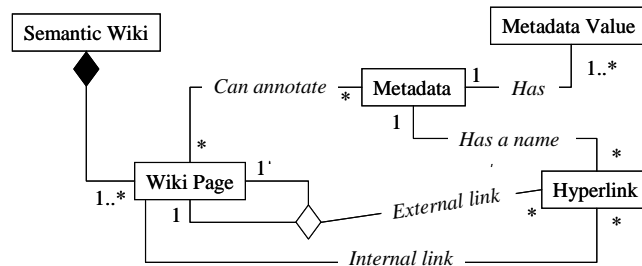 Semantic Wiki
Metadata Value
1..*
Can annotate
*
Metadata
1
Has
1
Has a name
*
*
1..*
Wiki Page
1
1
External link
*
Hyperlink
*
Internal link